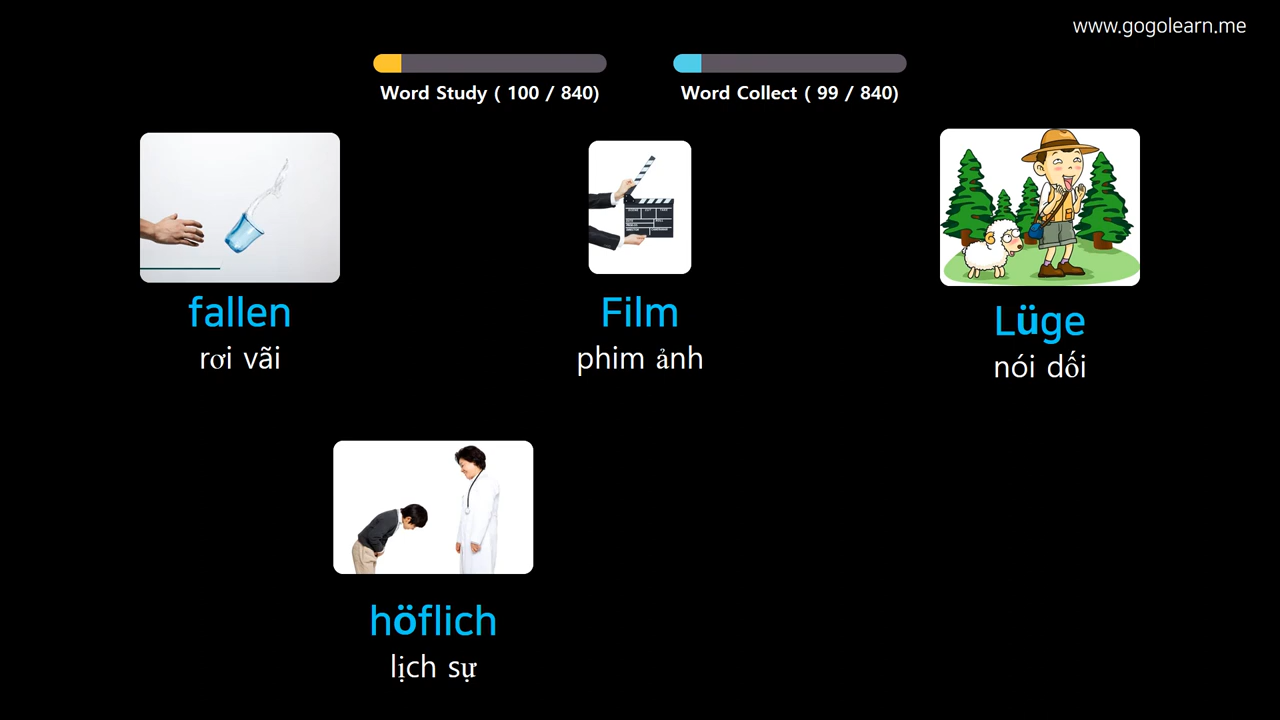 www.gogolearn.me
Word Study ( 100 / 840)
Word Collect ( 99 / 840)
fallen
rơi vãi
Film
phim ảnh
Lüge
nói dối
höflich
lịch sự